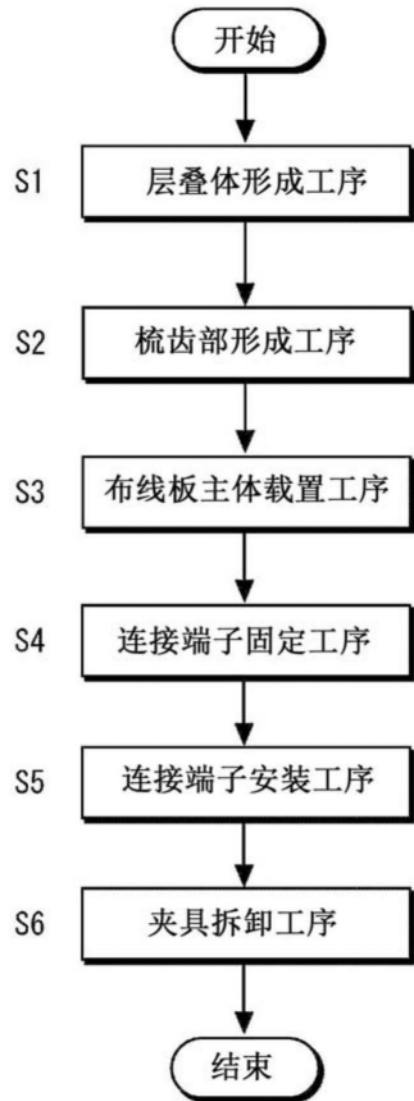 开始
S1 层叠体形成工序
S2 梳齿部形成工序
S3 布线板主体载置工序
S4 连接端子固定工序
S5 连接端子安装工序
S6 夹具拆卸工序
结束